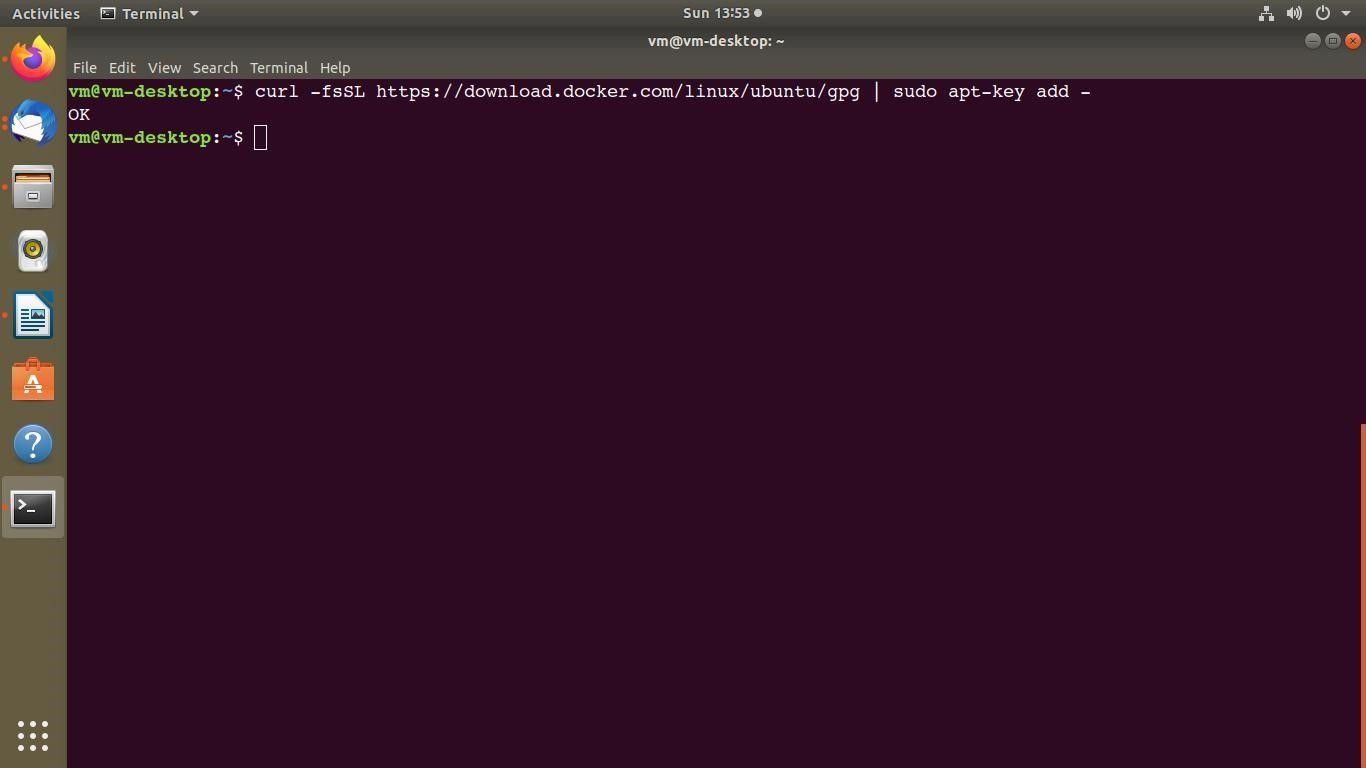 Activities Terminal Sun 13:53
vm@vm-desktop: ~
File Edit View Search Terminal Help
vm@vm-desktop:~$ curl -fsSL https://download.docker.com/linux/ubuntu/gpg | sudo apt-key add -
OK
vm@vm-desktop:~$